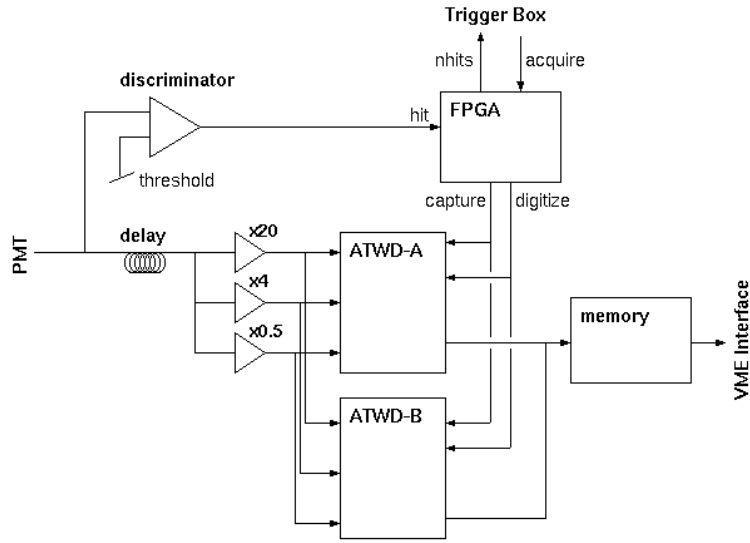 Trigger Box
nhits
acquire
discriminator
FPGA
hit
threshold
capture
digitize
PMT
delay
x20
ATWD-A
x4
x0.5
memory
VME Interface
ATWD-B